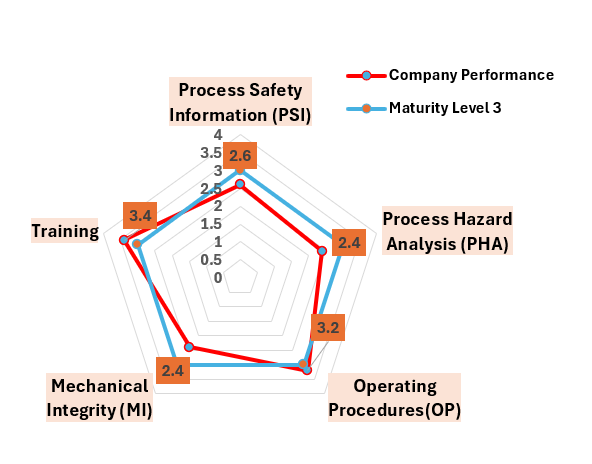 Company Performance
Process Safety
Information (PSI)
Maturity Level 3
4
3.5
2.6
3
2.5
2
3.4
Process Hazard
Analysis (PHA)
Training
1.5
2.4
1
0.5
0
3.2
2.4
Mechanical
Integrity (MI)
Operating
Procedures(OP)